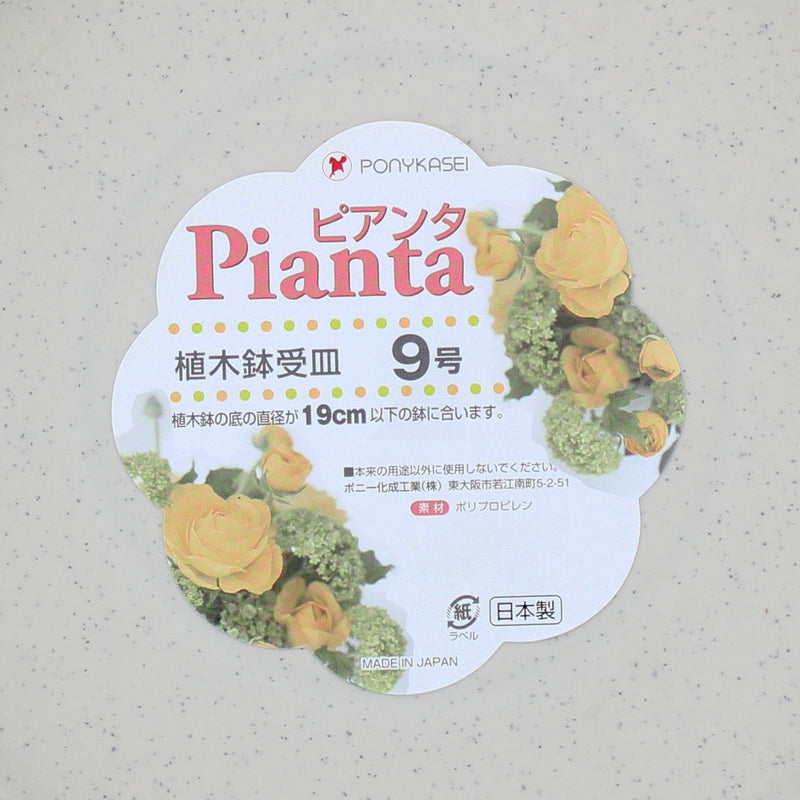 PONYKASEI
ピアンタ
Pianta
植木鉢受皿 9号
植木鉢の底の直径が19cm以下の鉢に合います。
■本来の用途以外に使用しないでください。
ポニー化成工業(株) 東大阪市若江南町5-2-51
素材 ポリプロピレン
紙
ラベル
日本製
MADE IN JAPAN